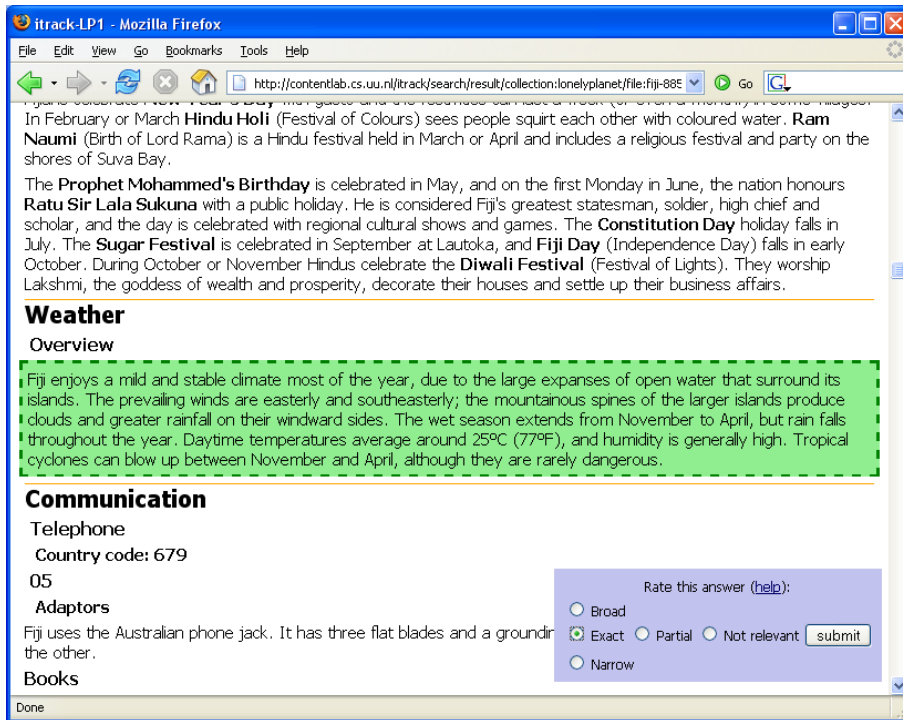 itrack-LP1 - Mozilla Firefox
File Edit View Go Bookmarks Tools Help
http://contentlab.cs.uu.nl/itrack/search/result/collection:lonelyplanet/file:fiji-885 Go G
In February or March Hindu Holi (Festival of Colours) sees people squirt each other with coloured water. Ram
Naumi (Birth of Lord Rama) is a Hindu festival held in March or April and includes a religious festival and party on the
shores of Suva Bay.
The Prophet Mohammed's Birthday is celebrated in May, and on the first Monday in June, the nation honours
Ratu Sir Lala Sukuna with a public holiday. He is considered Fiji's greatest statesman, soldier, high chief and
scholar, and the day is celebrated with regional cultural shows and games. The Constitution Day holiday falls in
July. The Sugar Festival is celebrated in September at Lautoka, and Fiji Day (Independence Day) falls in early
October. During October or November Hindus celebrate the Diwali Festival (Festival of Lights). They worship
Lakshmi, the goddess of wealth and prosperity, decorate their houses and settle up their business affairs.
Weather
Overview
Fiji enjoys a mild and stable climate most of the year, due to the large expanses of open water that surround its
islands. The prevailing winds are easterly and southeasterly; the mountainous spines of the larger islands produce
clouds and greater rainfall on their windward sides. The wet season extends from November to April, but rain falls
throughout the year. Daytime temperatures average around 25ºC (77ºF), and humidity is generally high. Tropical
cyclones can blow up between November and April, although they are rarely dangerous.
Communication
Telephone
Country code: 679
05
Adaptors
Fiji uses the Australian phone jack. It has three flat blades and a groundin
the other.
Books
Rate this answer (help):
Broad
Exact Partial Not relevant submit
Narrow
Done